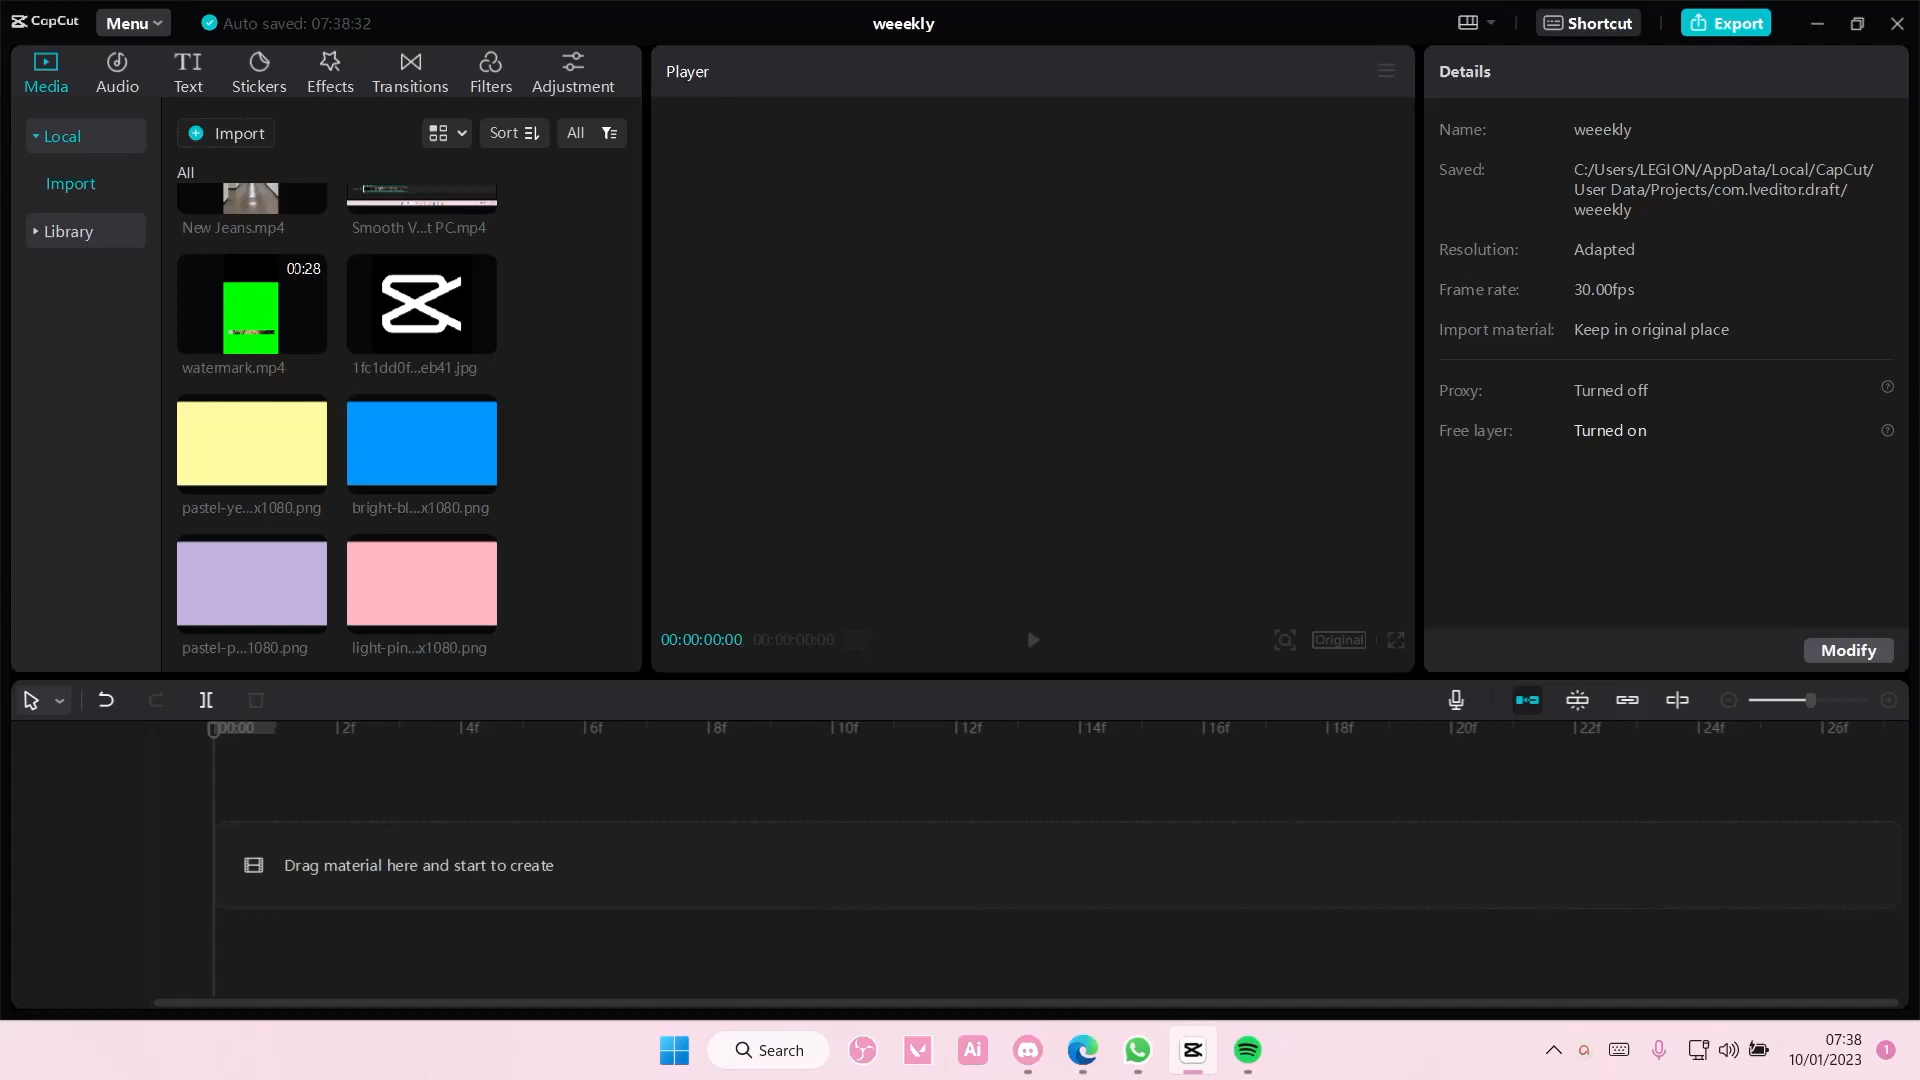 CapCut
Menu
Auto saved: 07:38:32
weeekly
Shortcut
Export
Media
Audio
TI
Text
Stickers
Effects
Transitions
Filters
Adjustment
Player
Details
Local
Import
Library
Import
Sort
All
All
New Jeans.mp4
Smooth V...t PC.mp4
00:28
watermark.mp4
1fc1dd0f...eb41.jpg
pastel-ye...x1080.png
bright-bl...x1080.png
pastel-p...1080.png
light-pin...x1080.png
00:00:00:00
00:00:00:00
Original
Name:
weeekly
Saved:
C:/Users/LEGION/AppData/Local/CapCut/
User Data/Projects/com.lveditor.draft/
weeekly
Resolution:
Adapted
Frame rate:
30.00fps
Import material:
Keep in original place
Proxy:
Turned off
Free layer:
Turned on
Modify
00:00
2f
4f
6f
8f
10f
12f
14f
16f
18f
20f
22f
24f
26f
Drag material here and start to create
Search
Ai
07:38
10/01/2023
1